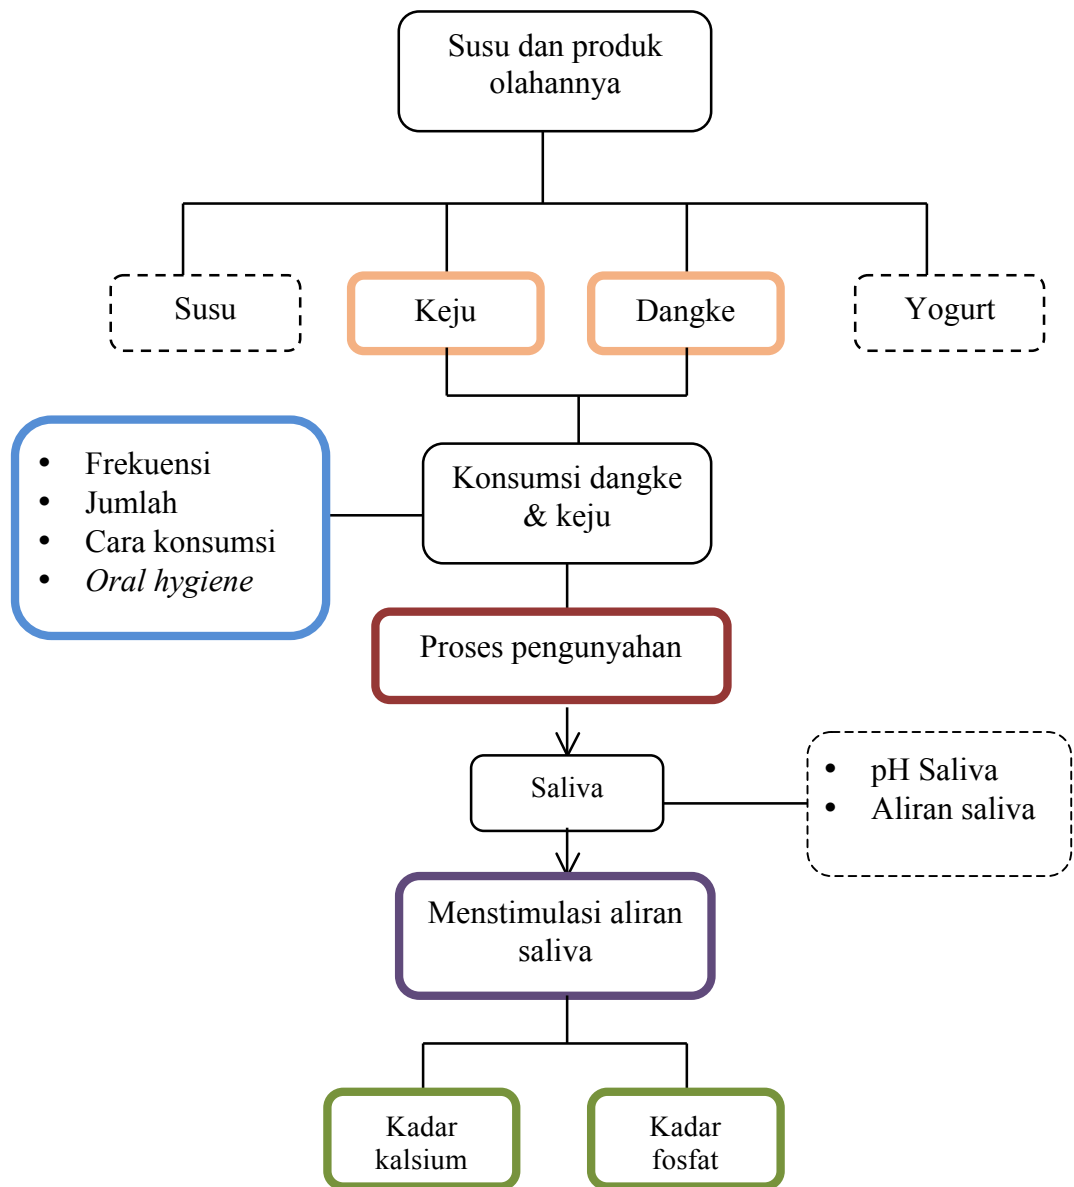 Susu dan produk
olahannya
Susu
Keju
Dangke
Yogurt
• Frekuensi
• Jumlah
• Cara konsumsi
• Oral hygiene
Konsumsi dangke
& keju
Proses pengunyahan
Saliva
• pH Saliva
• Aliran saliva
Menstimulasi aliran
saliva
Kadar
kalsium
Kadar
fosfat